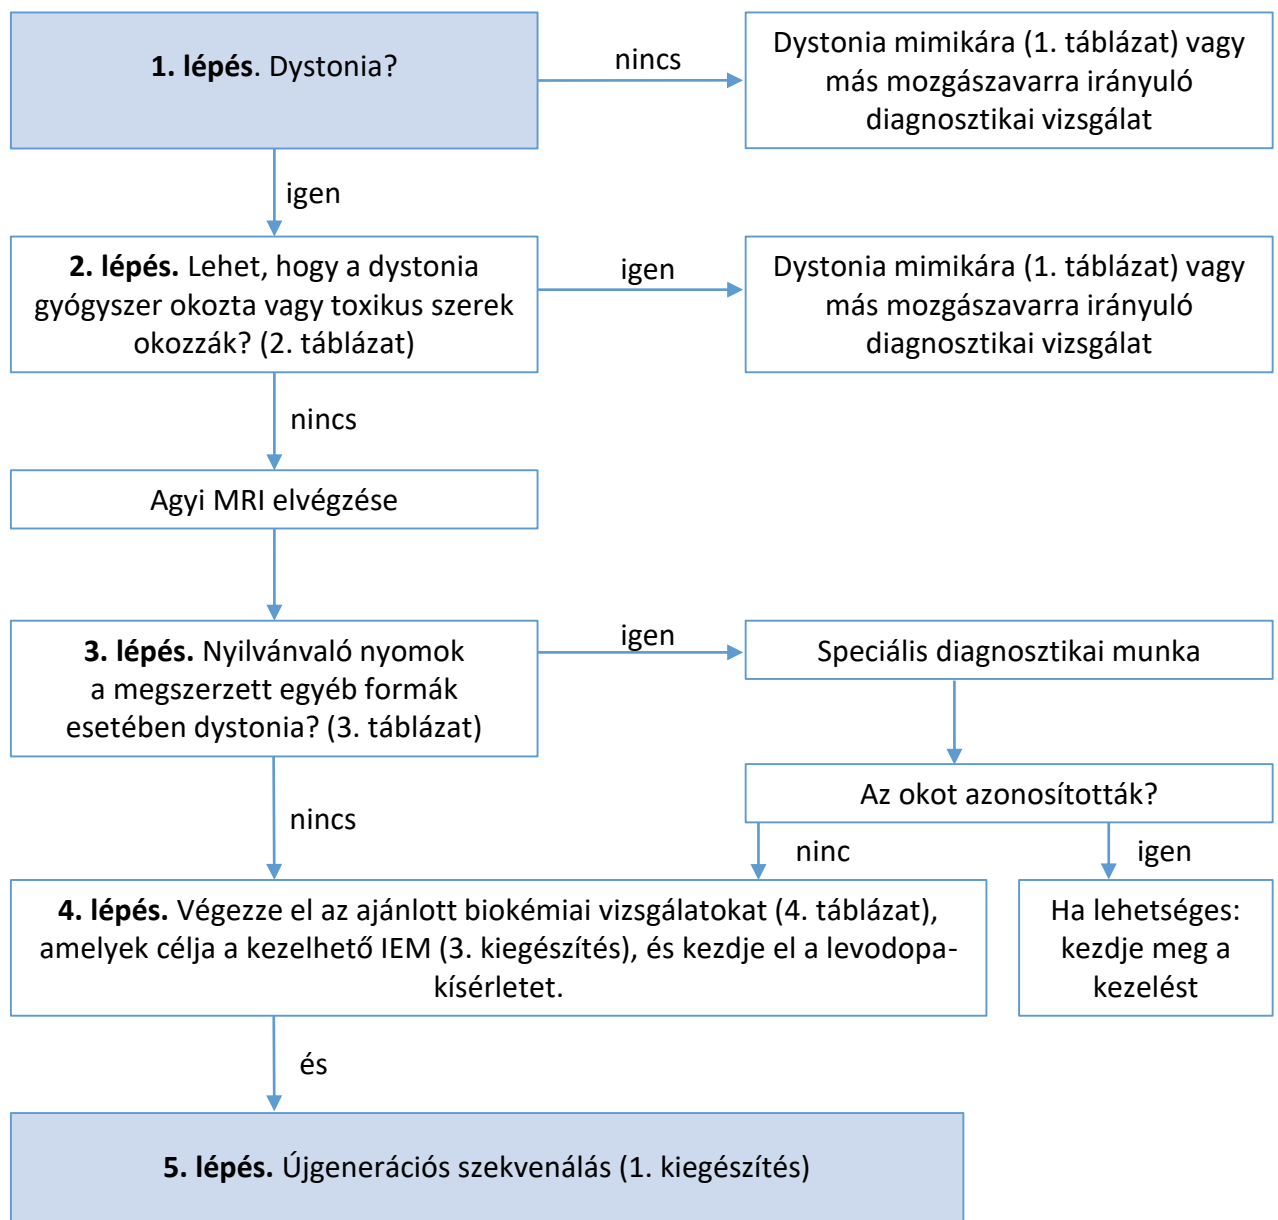 1. lépés. Dystonia?
nincs
Dystonia mimikára (1. táblázat) vagy
más mozgászavarra irányuló
diagnosztikai vizsgálat
igen
2. lépés. Lehet, hogy a dystonia
gyógyszer okozta vagy toxikus szerek
okozzák? (2. táblázat)
igen
Dystonia mimikára (1. táblázat) vagy
más mozgászavarra irányuló
diagnosztikai vizsgálat
nincs
Agyi MRI elvégzése
3. lépés. Nyilvánvaló nyomok
a megszerzett egyéb formák
esetében dystonia? (3. táblázat)
igen
Speciális diagnosztikai munka
Az okot azonosították?
nincs
ninc
igen
4. lépés. Végezze el az ajánlott biokémiai vizsgálatokat (4. táblázat),
amelyek célja a kezelhető IEM (3. kiegészítés), és kezdje el a levodopa-
kísérletet.
Ha lehetséges:
kezdje meg a
kezelést
és
5. lépés. Újgenerációs szekvenálás (1. kiegészítés)